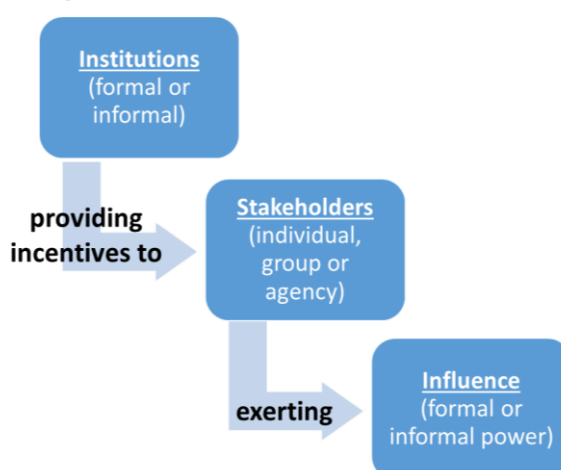 Institutions
(formal or
informal)
providing
incentives to
Stakeholders
(individual,
group or
agency)
exerting
Influence
(formal or
informal power)